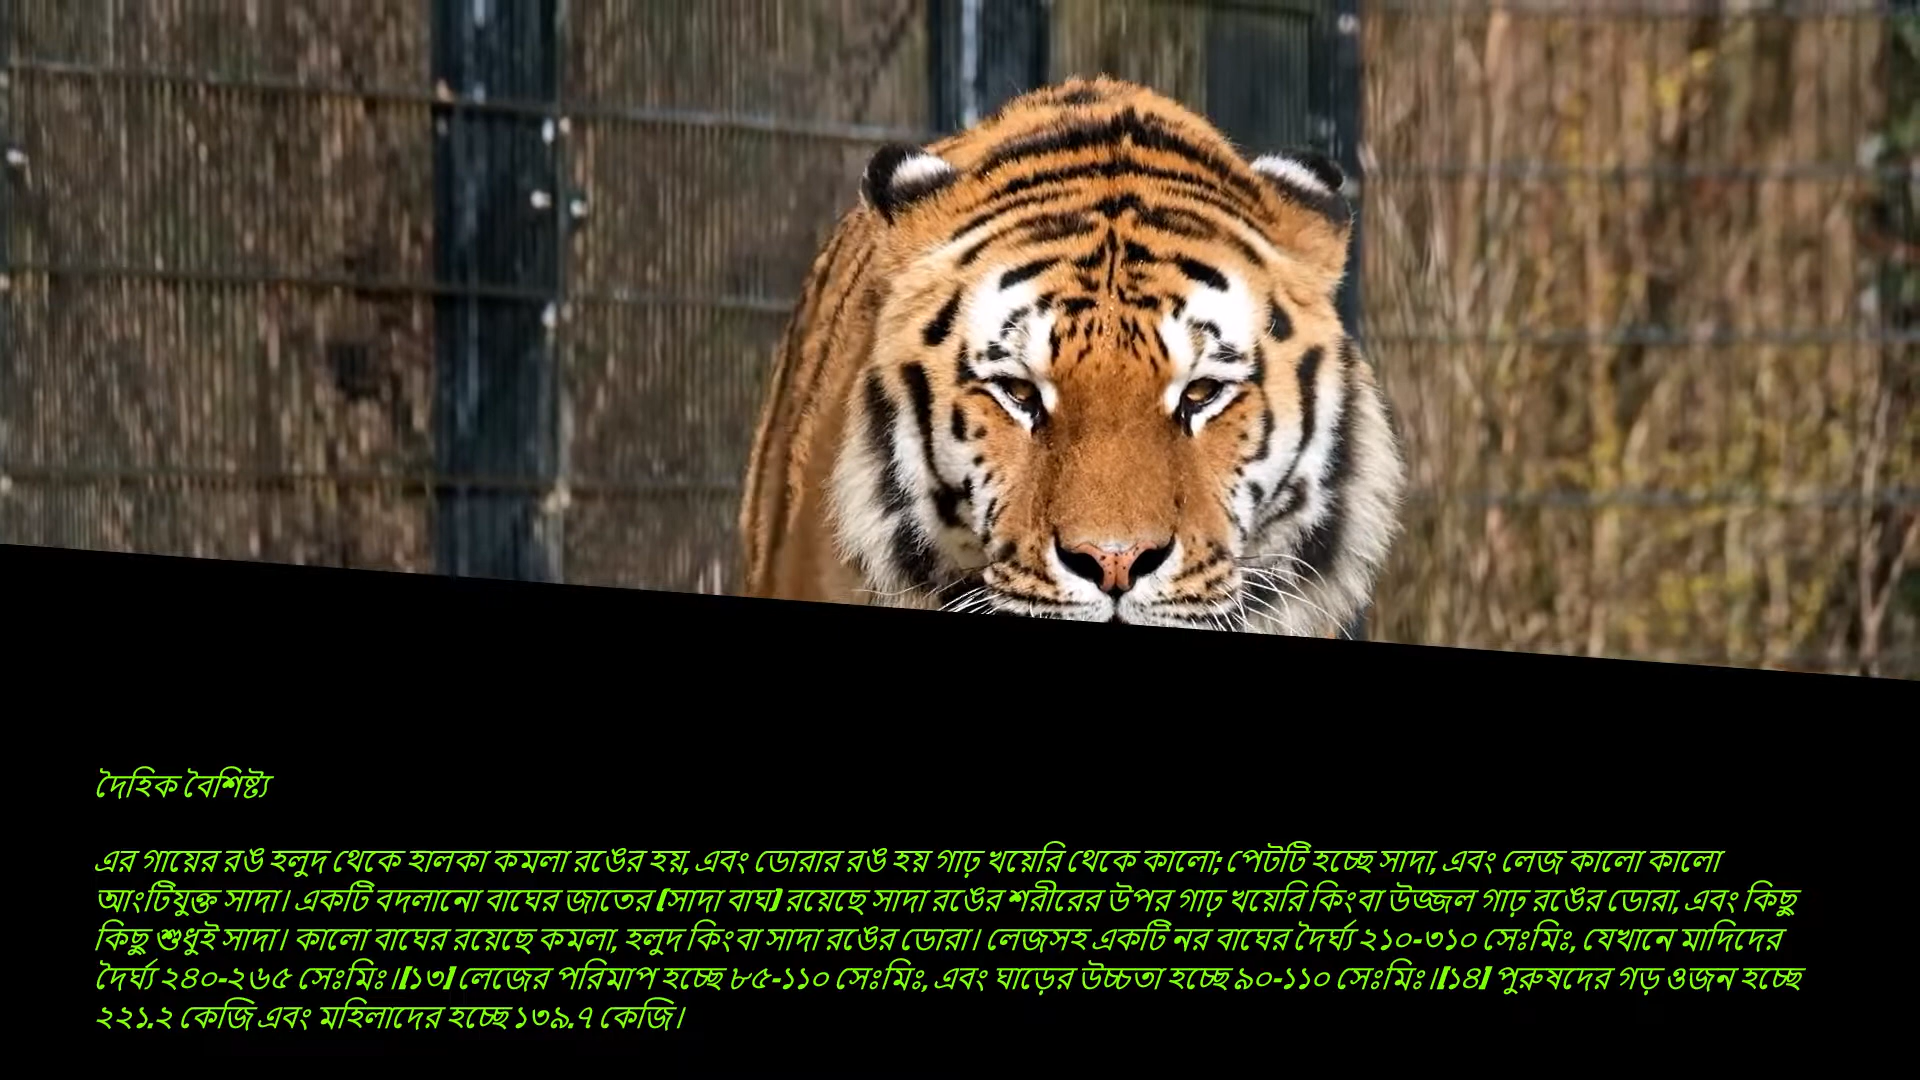 দৈহিক বৈশিষ্ট্য
এর গায়ের রঙ হলুদ থেকে হালকা কমলা রঙের হয়, এবং ডোরার রঙ হয় গাঢ় খয়েরি থেকে কালো; পেটটি হচ্ছে সাদা, এবং লেজ কালো কালো
আংটিযুক্ত সাদা। একটি বদলানো বাঘের জাতের (সাদা বাঘ) রয়েছে সাদা রঙের শরীরের উপর গাঢ় খয়েরি কিংবা উজ্জল গাঢ় রঙের ডোরা, এবং কিছু
কিছু শুধুই সাদা। কালো বাঘের রয়েছে কমলা, হলুদ কিংবা সাদা রঙের ডোরা। লেজসহ একটি নর বাঘের দৈর্ঘ্য ২১০-৩১০ সেঃমিঃ, যেখানে মাদিদের
দৈর্ঘ্য ২৪০-২৬৫ সেঃমিঃ।[১৩] লেজের পরিমাপ হচ্ছে ৮৫-১১০ সেঃমিঃ, এবং ঘাড়ের উচ্চতা হচ্ছে ৯০-১১০ সেঃমিঃ।[১৪] পুরুষদের গড় ওজন হচ্ছে
২২১.২ কেজি এবং মহিলাদের হচ্ছে ১৩৯.৭ কেজি।